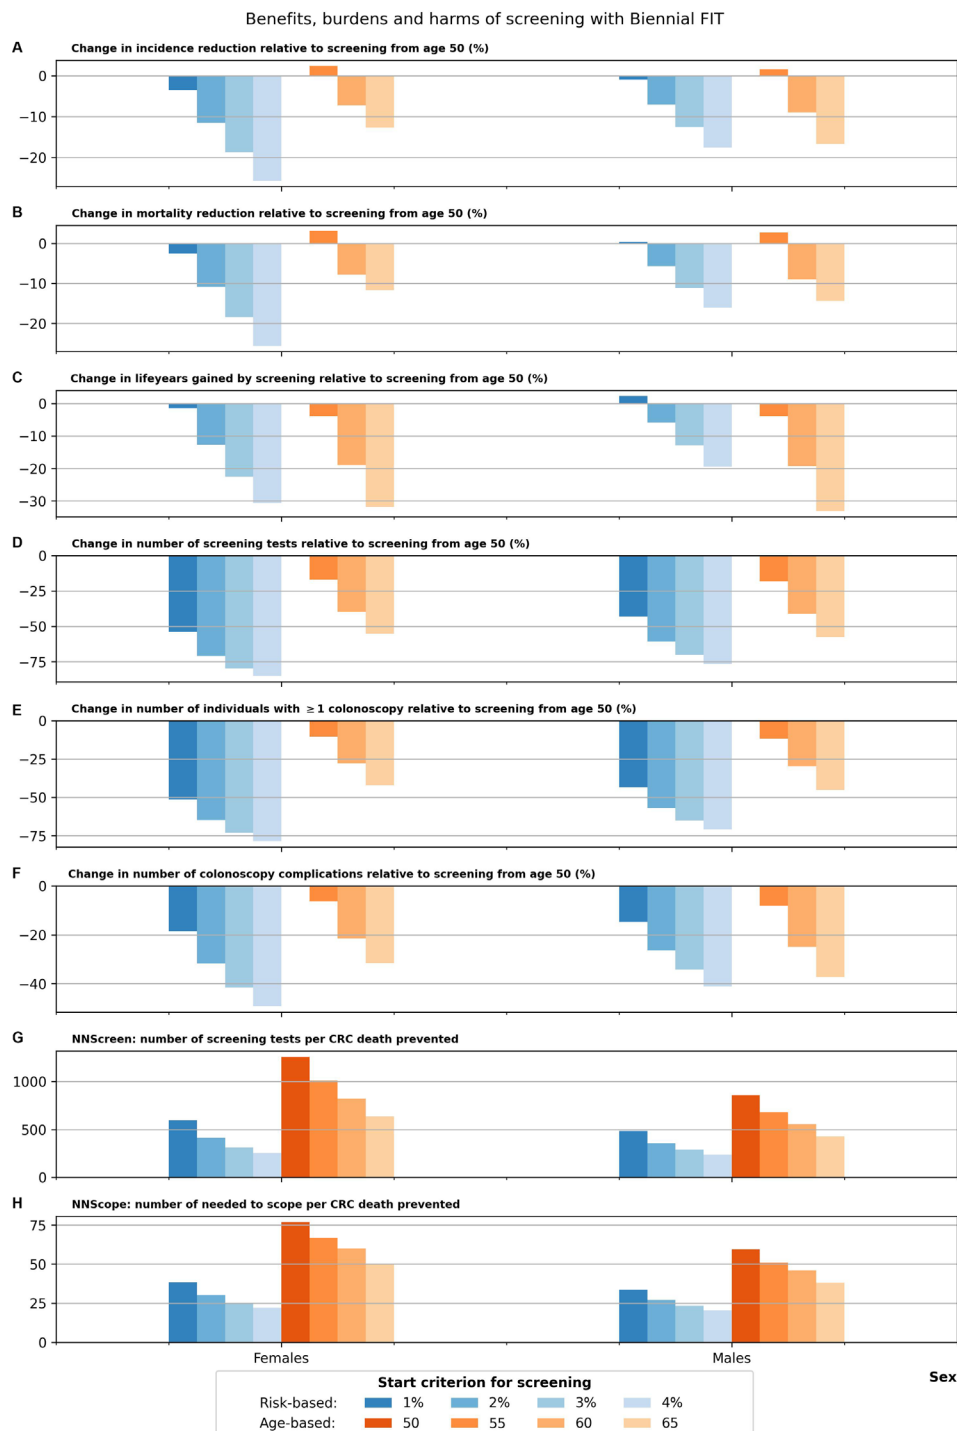 Benefits, burdens and harms of screening with Biennial FIT
A Change in incidence reduction relative to screening from age 50 (%)
0
−10
−20
B Change in mortality reduction relative to screening from age 50 (%)
0
−10
−20
C Change in lifeyears gained by screening relative to screening from age 50 (%)
0
−10
−20
−30
D Change in number of screening tests relative to screening from age 50 (%)
0
−25
−50
−75
E Change in number of individuals with ≥1 colonoscopy relative to screening from age 50 (%)
0
−25
−50
−75
F Change in number of colonoscopy complications relative to screening from age 50 (%)
0
−20
−40
G NNScreen: number of screening tests per CRC death prevented
1000
500
0
H NNScope: number of needed to scope per CRC death prevented
75
50
25
0
Females Males
Sex
Start criterion for screening
Risk-based: 1% 2% 3% 4%
Age-based: 50 55 60 65